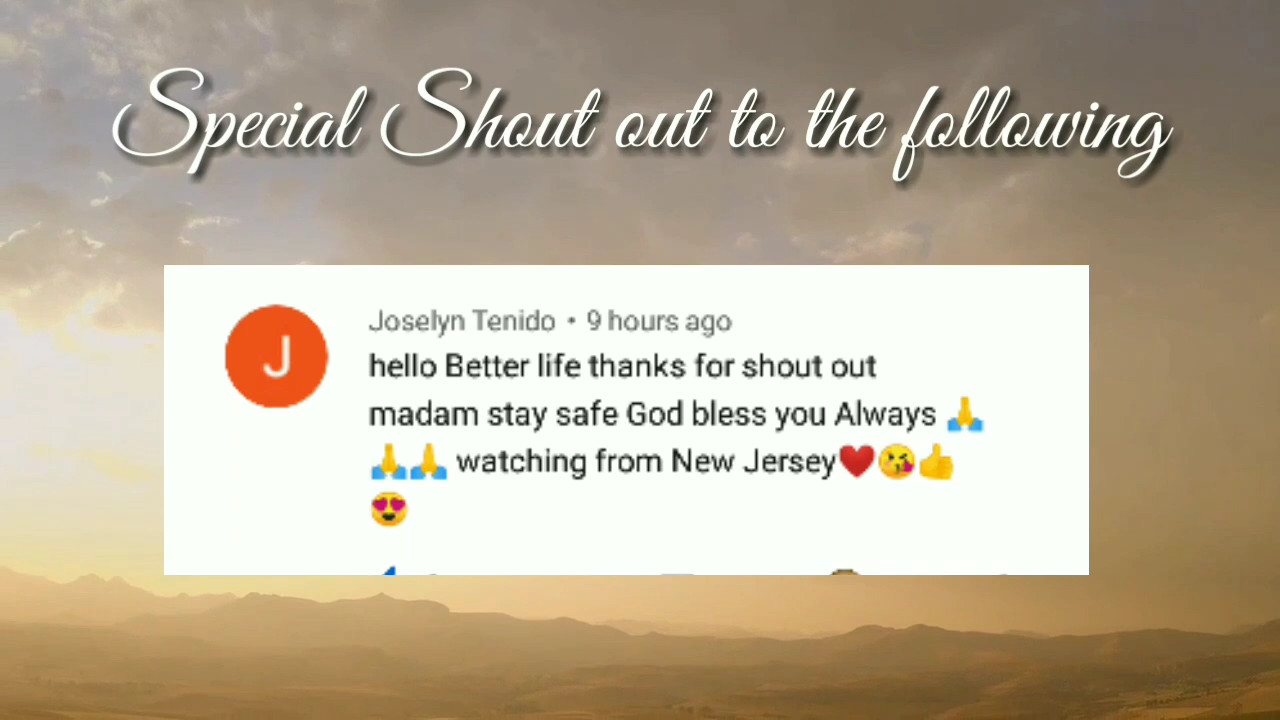 Special Shout out to the following
J
Joselyn Tenido • 9 hours ago
hello Better life thanks for shout out
madam stay safe God bless you Always 🙏
🙏🙏 watching from New Jersey❤️😘👍
😍